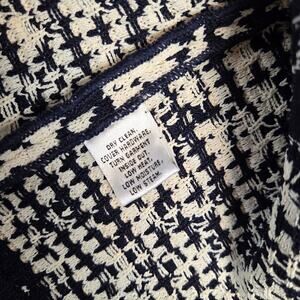 DRY CLEAN.
COVER HARDWARE.
TURN GARMENT
INSIDE OUT.
LOW HEAT.
LOW MOISTURE.
LOW STEAM.